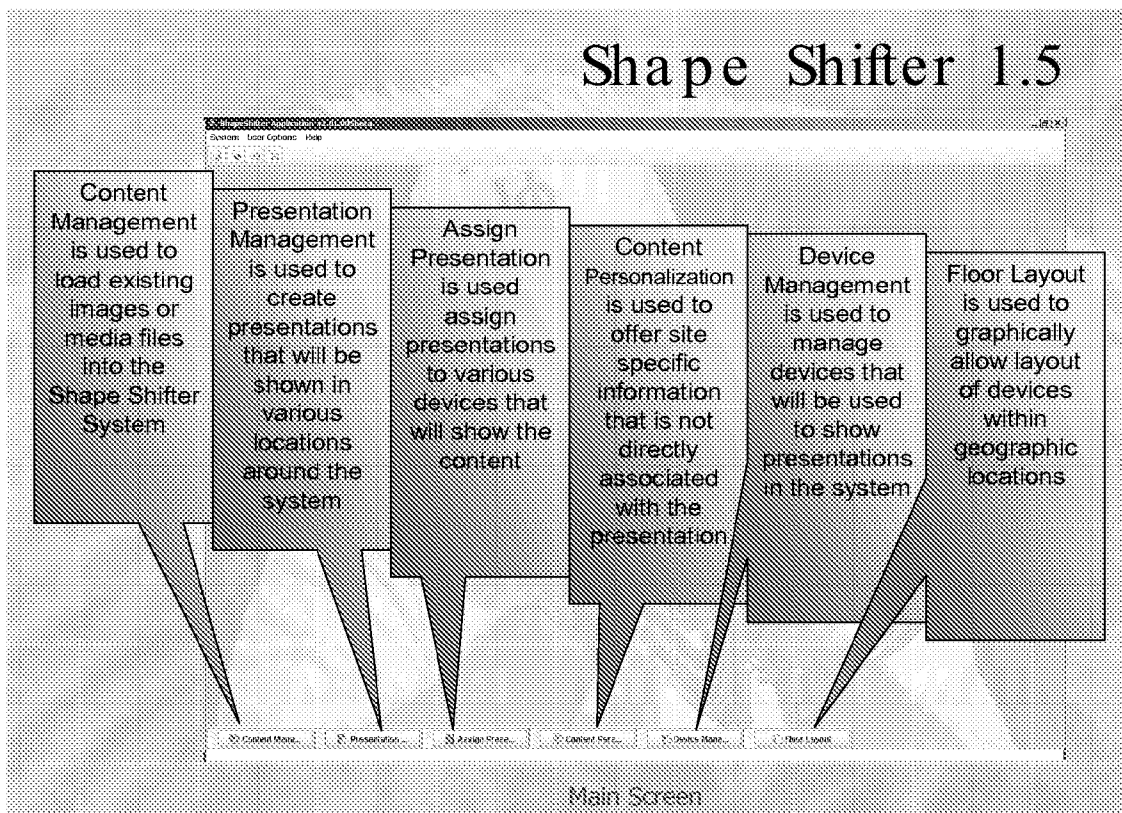 Shape Shifter 1.5
System User Options Help
Content
Management
is used to
load existing
images or
media files
into the
Shape Shifter
System
Presentation
Management
is used to
create
presentations
that will be
shown in
various
locations
around the
system
Assign
Presentation
is used
assign
presentations
to various
devices that
will show the
content
Content
Personalization
is used to
offer site
specific
information
that is not
directly
associated
with the
presentation
Device
Management
is used to
manage
devices that
will be used
to show
presentations
in the system
Floor Layout
is used to
graphically
allow layout
of devices
within
geographic
locations
Content Mana...
Presentation ...
Assign Prese...
Content Pers...
Device Mana...
Floor Layout
Main Screen